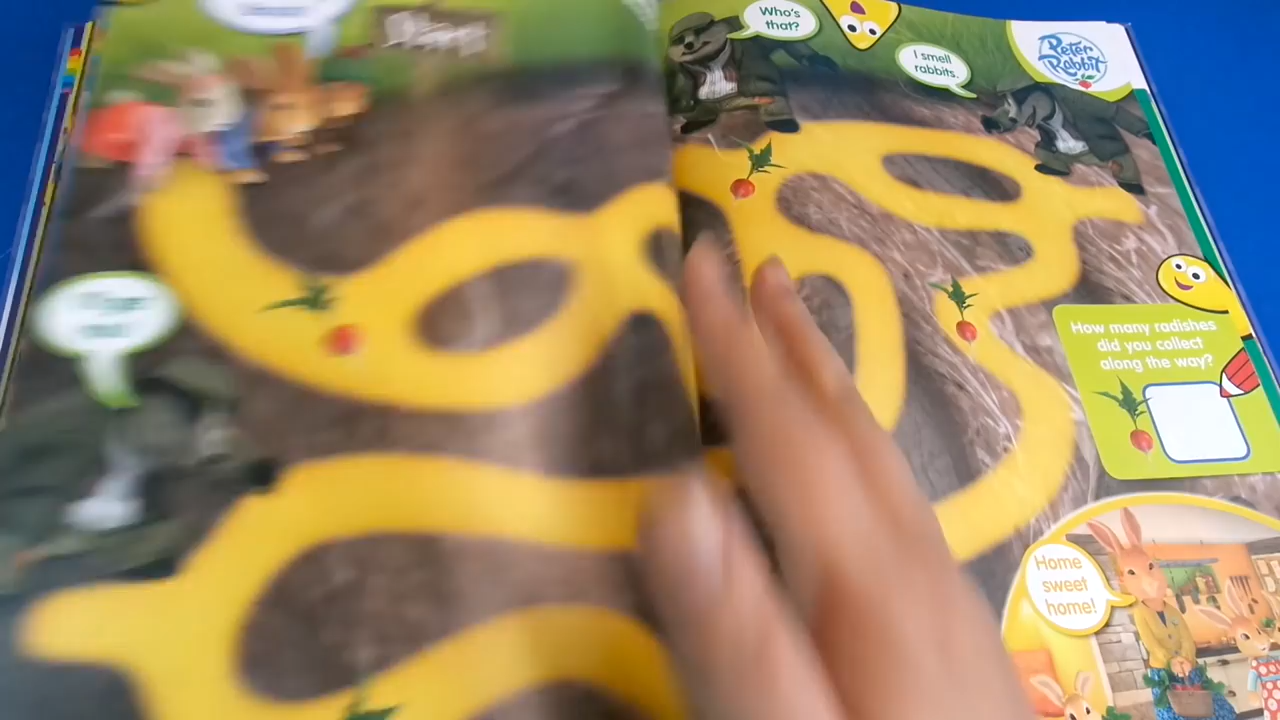 Who's
that?
I smell
rabbits.
Peter
Rabbit
How many radishes
did you collect
along the way?
Home
sweet
home!